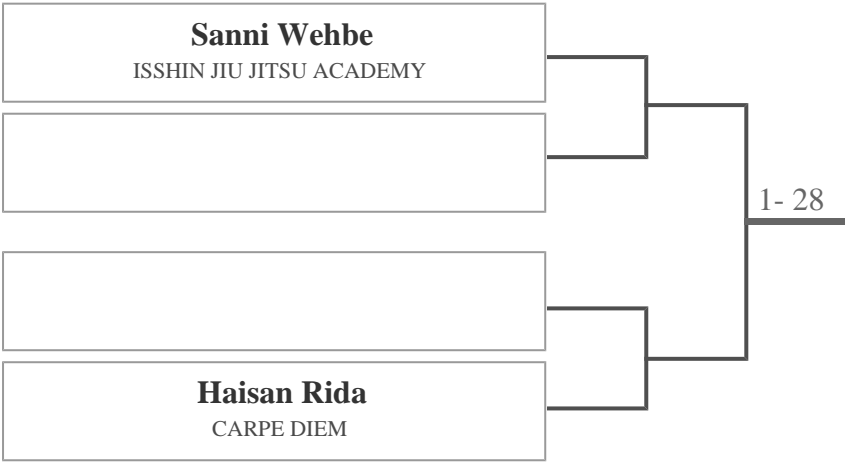 Sanni Wehbe
ISSHIN JIU JITSU ACADEMY
1- 28
Haisan Rida
CARPE DIEM